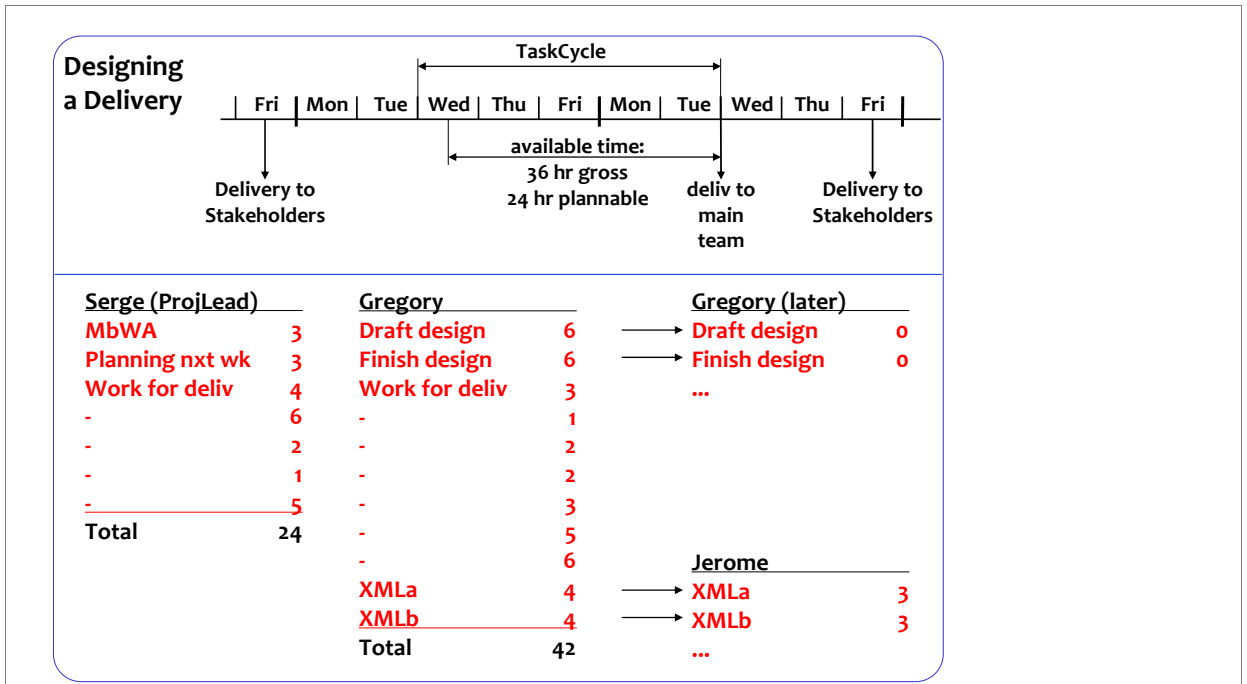 Designing
a Delivery
TaskCycle
Fri Mon Tue Wed Thu Fri Mon Tue Wed Thu Fri
available time:
36 hr gross
24 hr plannable
Delivery to
Stakeholders
deliv to
main
team
Delivery to
Stakeholders
Serge (ProjLead)
MbWA 3
Planning nxt wk 3
Work for deliv 4
- 6
- 2
- 1
- 5
Total 24
Gregory
Draft design 6
Finish design 6
Work for deliv 3
- 1
- 2
- 2
- 3
- 5
- 6
XMLa 4
XMLb 4
Total 42
Gregory (later)
Draft design 0
Finish design 0
...
Jerome
XMLa 3
XMLb 3
...